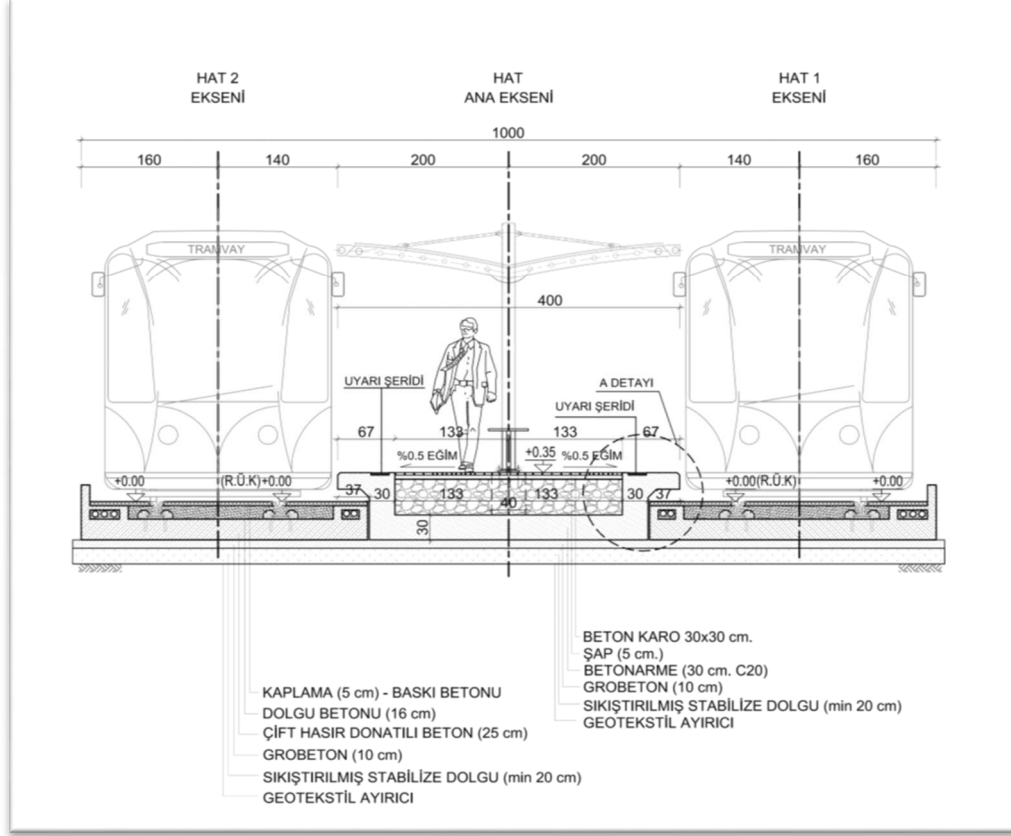 HAT 2
EKSENİ
HAT
ANA EKSENİ
HAT 1
EKSENİ
1000
160 140 200 200 140 160
TRAMVAY TRAMVAY
400
UYARI ŞERİDİ
A DETAYI
UYARI ŞERİDİ
67 133 133 67
%0.5 EĞİM +0.35 %0.5 EĞİM
+0.00 (R.Ü.K)+0.00 +0.00(R.Ü.K) +0.00
37 30 133 40 133 30 37
30
BETON KARO 30x30 cm.
ŞAP (5 cm.)
BETONARME (30 cm. C20)
GROBETON (10 cm)
SIKIŞTIRILMIŞ STABİLİZE DOLGU (min 20 cm)
GEOTEKSTİL AYIRICI
KAPLAMA (5 cm) - BASKI BETONU
DOLGU BETONU (16 cm)
ÇİFT HASIR DONATILI BETON (25 cm)
GROBETON (10 cm)
SIKIŞTIRILMIŞ STABİLİZE DOLGU (min 20 cm)
GEOTEKSTİL AYIRICI